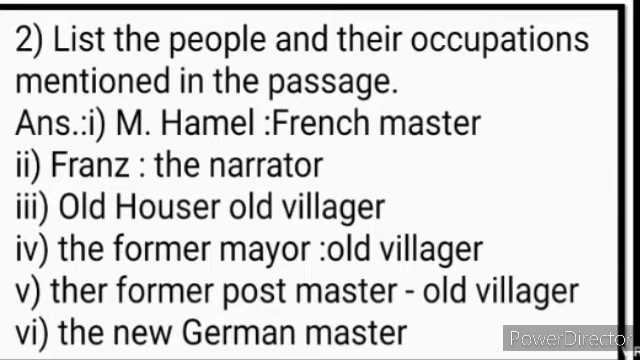 2) List the people and their occupations
mentioned in the passage.
Ans.:i) M. Hamel :French master
ii) Franz : the narrator
iii) Old Houser old villager
iv) the former mayor :old villager
v) ther former post master - old villager
vi) the new German master
PowerDirector